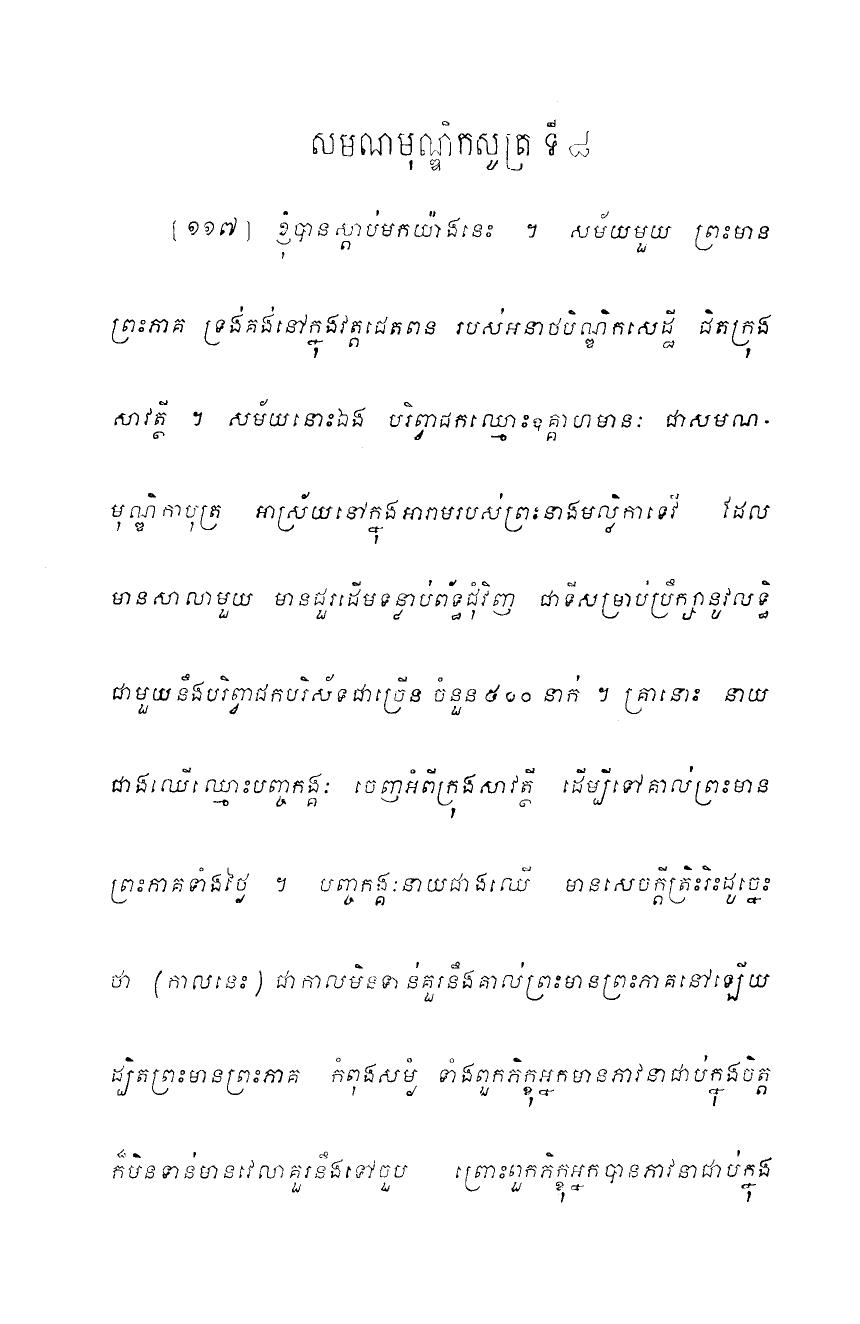 សមណមុណ្ឌិកសូត្រ ទី ៨
[ ១១៧ ] ខ្ញុំបានស្តាប់មកយ៉ាងនេះ ។ សម័យមួយ ព្រះមាន
ព្រះភាគ ទ្រង់គង់នៅក្នុងវត្តជេតពន របស់អនាថបិណ្ឌិកសេដ្ឋី ជិតក្រុង
សាវត្ថី ។ សម័យនោះឯង បរិព្វាជកឈ្មោះឧគ្គាហមានៈ ជាសមណ-
មុណ្ឌិកាបុត្រ អាស្រ័យនៅក្នុងអារាមរបស់ព្រះនាងមល្លិកាទេវី ដែល
មានសាលាមួយ មានជួរដើមទន្លាប់ព័ទ្ធជុំវិញ ជាទីសម្រាប់ប្រឹក្សានូវលទ្ធិ
ជាមួយនឹងបរិព្វាជកបរិស័ទជាច្រើន ចំនួន ៥០០ នាក់ ។ គ្រានោះ នាយ
ជាងឈើឈ្មោះបញ្ចកង្គៈ ចេញអំពីក្រុងសាវត្ថី ដើម្បីទៅគាល់ព្រះមាន
ព្រះភាគទាំងថ្ងៃ ។ បញ្ចកង្គៈនាយជាងឈើ មានសេចក្តីត្រិះរិះដូច្នេះ
ថា (កាលនេះ) ជាកាលមិនទាន់គួរនឹងគាល់ព្រះមានព្រះភាគនៅឡើយ
ដ្បិតព្រះមានព្រះភាគ កំពុងសម្ងំ ទាំងពួកភិក្ខុអ្នកមានភាវនាជាប់ក្នុងចិត្ត
ក៏មិនទាន់មានវេលាគួរនឹងទៅចួប ព្រោះពួកភិក្ខុអ្នកបានភាវនាជាប់ក្នុង